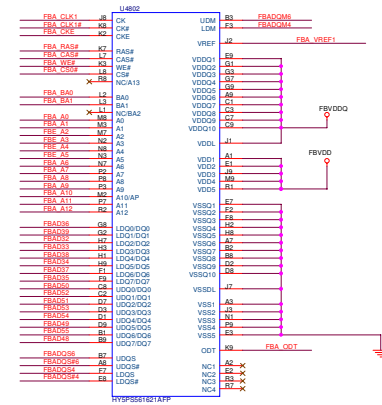 U4802
FBA_CLK1 J8 CK UDM B3 FBADQM6
FBA_CLK1# K8 CK# LDM F3 FBADQM4
FBA_CKE K2 CKE
VREF J2 FBA_VREF1
FBA_RAS# K7 RAS#
FBA_CAS# L7 CAS# VDDQ1 E9
FBA_WE# K3 WE# VDDQ2 G1
FBA_CS0# L8 CS# VDDQ3 G3
R8 NC/A13 VDDQ4 G7
VDDQ5 G9
FBA_BA0 L2 BA0 VDDQ6 A9
FBA_BA1 L3 BA1 VDDQ7 C1
L1 NC/BA2 VDDQ8 C3
FBA_A0 M8 A0 VDDQ9 C7
FBA_A1 M3 A1 VDDQ10 C9 FBVDDQ
FBE_A2 M7 A2
FBE_A3 N2 A3 VDDL J1
FBE_A4 N8 A4
FBE_A5 N3 A5 VDD1 A1 FBVDD
FBA_A6 N7 A6 VDD2 E1
FBA_A7 P2 A7 VDD3 J9
FBA_A8 P8 A8 VDD4 M9
FBA_A9 P3 A9 VDD5 R1
FBA_A10 M2 A10/AP
FBA_A11 P7 A11 VSSQ1 E7
FBA_A12 R2 A12 VSSQ2 F2
VSSQ3 F8
FBAD36 G8 LDQ0/DQ0 VSSQ4 H2
FBAD39 G2 LDQ1/DQ1 VSSQ5 H8
FBAD32 H7 LDQ2/DQ2 VSSQ6 A7
FBAD33 H3 LDQ3/DQ3 VSSQ7 B2
FBAD38 H1 LDQ4/DQ4 VSSQ8 B8
FBAD34 H9 LDQ5/DQ5 VSSQ9 D2
FBAD37 F1 LDQ6/DQ6 VSSQ10 D8
FBAD35 F9 LDQ7/DQ7
FBAD50 C8 UDQ0/DQ0 VSSDL J7
FBAD52 C2 UDQ1/DQ1
FBAD51 D7 UDQ2/DQ2 VSS1 A3
FBAD53 D3 UDQ3/DQ3 VSS2 J3
FBAD54 D1 UDQ4/DQ4 VSS3 N1
FBAD49 D9 UDQ5/DQ5 VSS4 P9
FBAD55 B1 UDQ6/DQ6 VSS5 E3
FBAD48 B9 UDQ7/DQ7
ODT K9 FBA_ODT
FBADQS6 B7 UDQS
FBADQS#6 A8 UDQS# NC1 A2
FBADQS4 F7 LDQS NC2 E2
FBADQS#4 E8 LDQS# NC3 R3
NC4 R7
HY5PS561621AFP